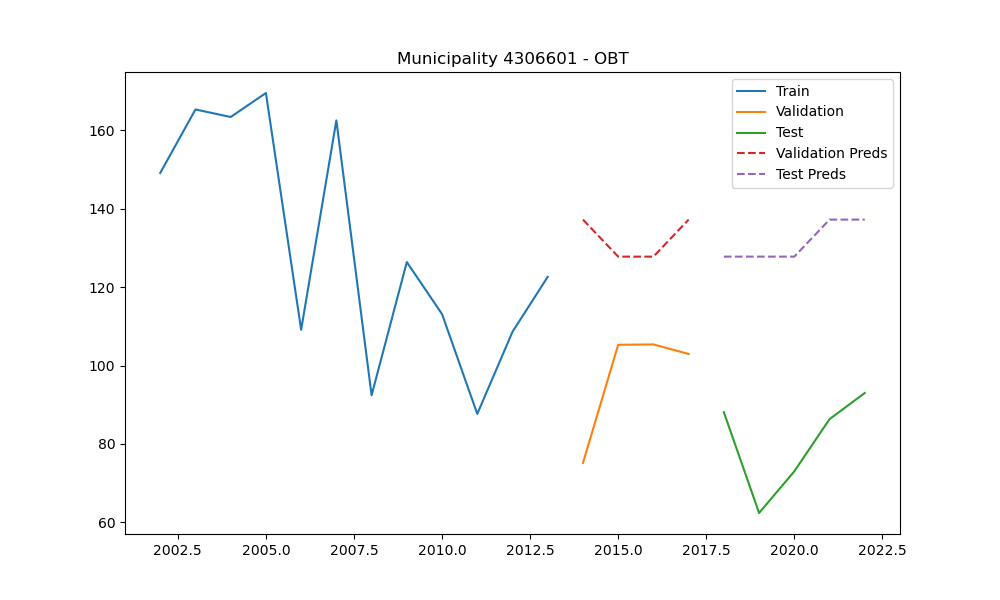 Municipality 4306601 - OBT
Train
Validation
Test
Validation Preds
Test Preds
160
140
120
100
80
60
2002.5 2005.0 2007.5 2010.0 2012.5 2015.0 2017.5 2020.0 2022.5